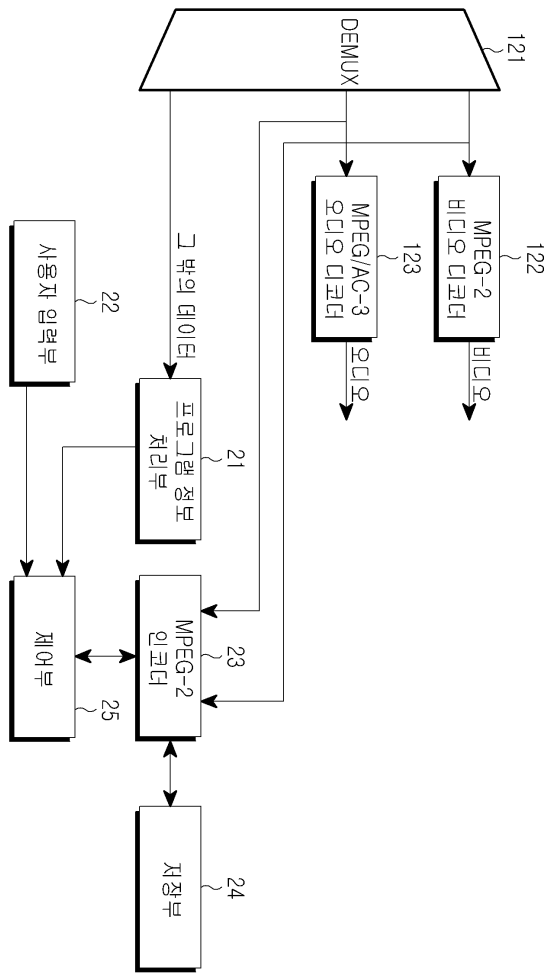 121
DEMUX
122
MPEG-2
비디오 디코더
비디오
123
MPEG/AC-3
오디오 디코더
오디오
그 밖의 데이터
21
프로그램 정보
처리부
23
MPEG-2
인코더
24
저장부
22
사용자 입력부
25
제어부